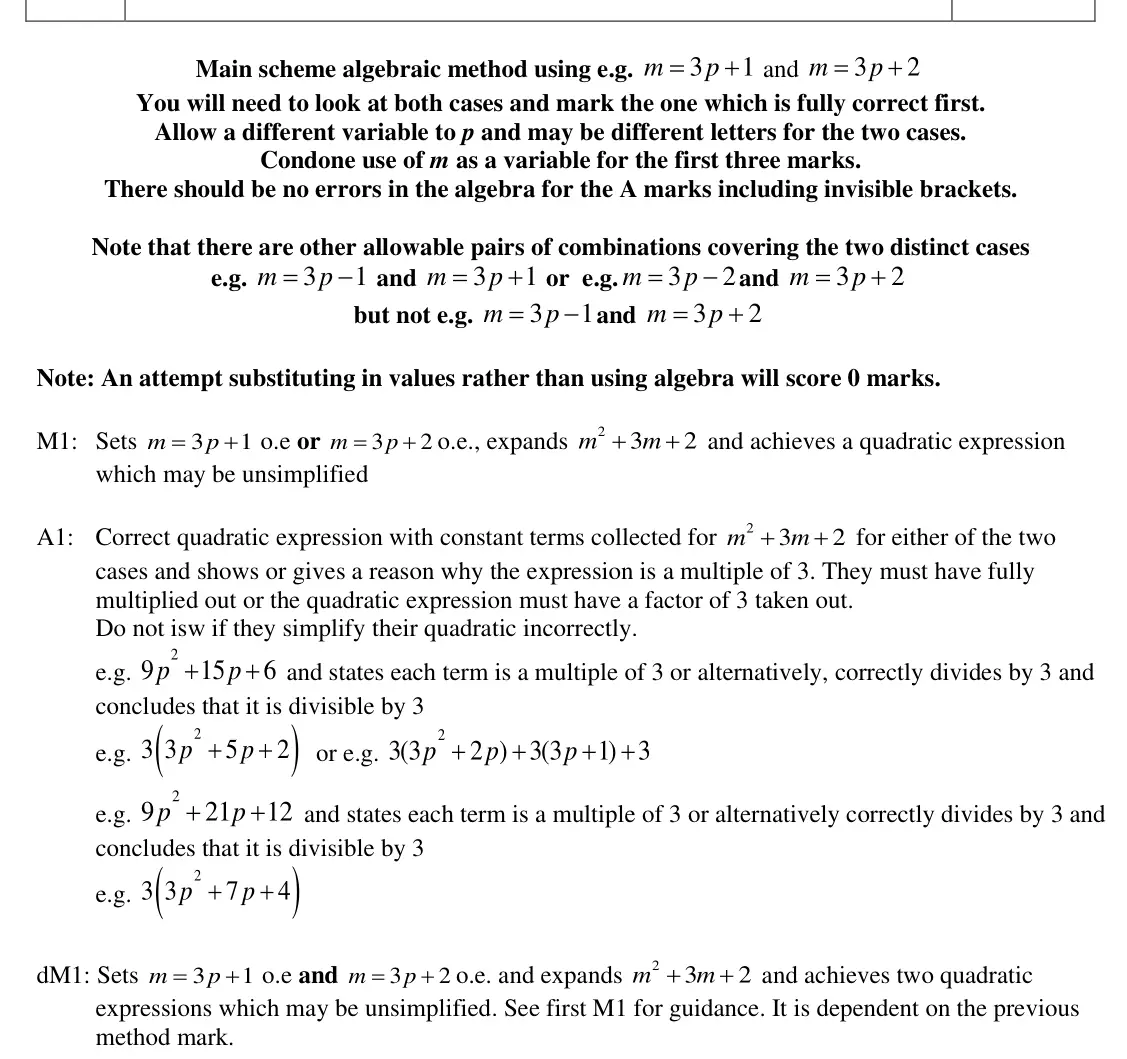 Main scheme algebraic method using e.g. m = 3p + 1 and m = 3p + 2
You will need to look at both cases and mark the one which is fully correct first.
Allow a different variable to p and may be different letters for the two cases.
Condone use of m as a variable for the first three marks.
There should be no errors in the algebra for the A marks including invisible brackets.
Note that there are other allowable pairs of combinations covering the two distinct cases
e.g. m = 3p − 1 and m = 3p + 1 or e.g. m = 3p − 2 and m = 3p + 2
but not e.g. m = 3p − 1 and m = 3p + 2
Note: An attempt substituting in values rather than using algebra will score 0 marks.
M1: Sets m = 3p + 1 o.e or m = 3p + 2 o.e., expands m² + 3m + 2 and achieves a quadratic expression
which may be unsimplified
A1: Correct quadratic expression with constant terms collected for m² + 3m + 2 for either of the two
cases and shows or gives a reason why the expression is a multiple of 3. They must have fully
multiplied out or the quadratic expression must have a factor of 3 taken out.
Do not isw if they simplify their quadratic incorrectly.
e.g. 9p² + 15p + 6 and states each term is a multiple of 3 or alternatively, correctly divides by 3 and
concludes that it is divisible by 3
e.g. 3(3p² + 5p + 2) or e.g. 3(3p² + 2p) + 3(3p + 1) + 3
e.g. 9p² + 21p + 12 and states each term is a multiple of 3 or alternatively correctly divides by 3 and
concludes that it is divisible by 3
e.g. 3(3p² + 7p + 4)
dM1: Sets m = 3p + 1 o.e and m = 3p + 2 o.e. and expands m² + 3m + 2 and achieves two quadratic
expressions which may be unsimplified. See first M1 for guidance. It is dependent on the previous
method mark.